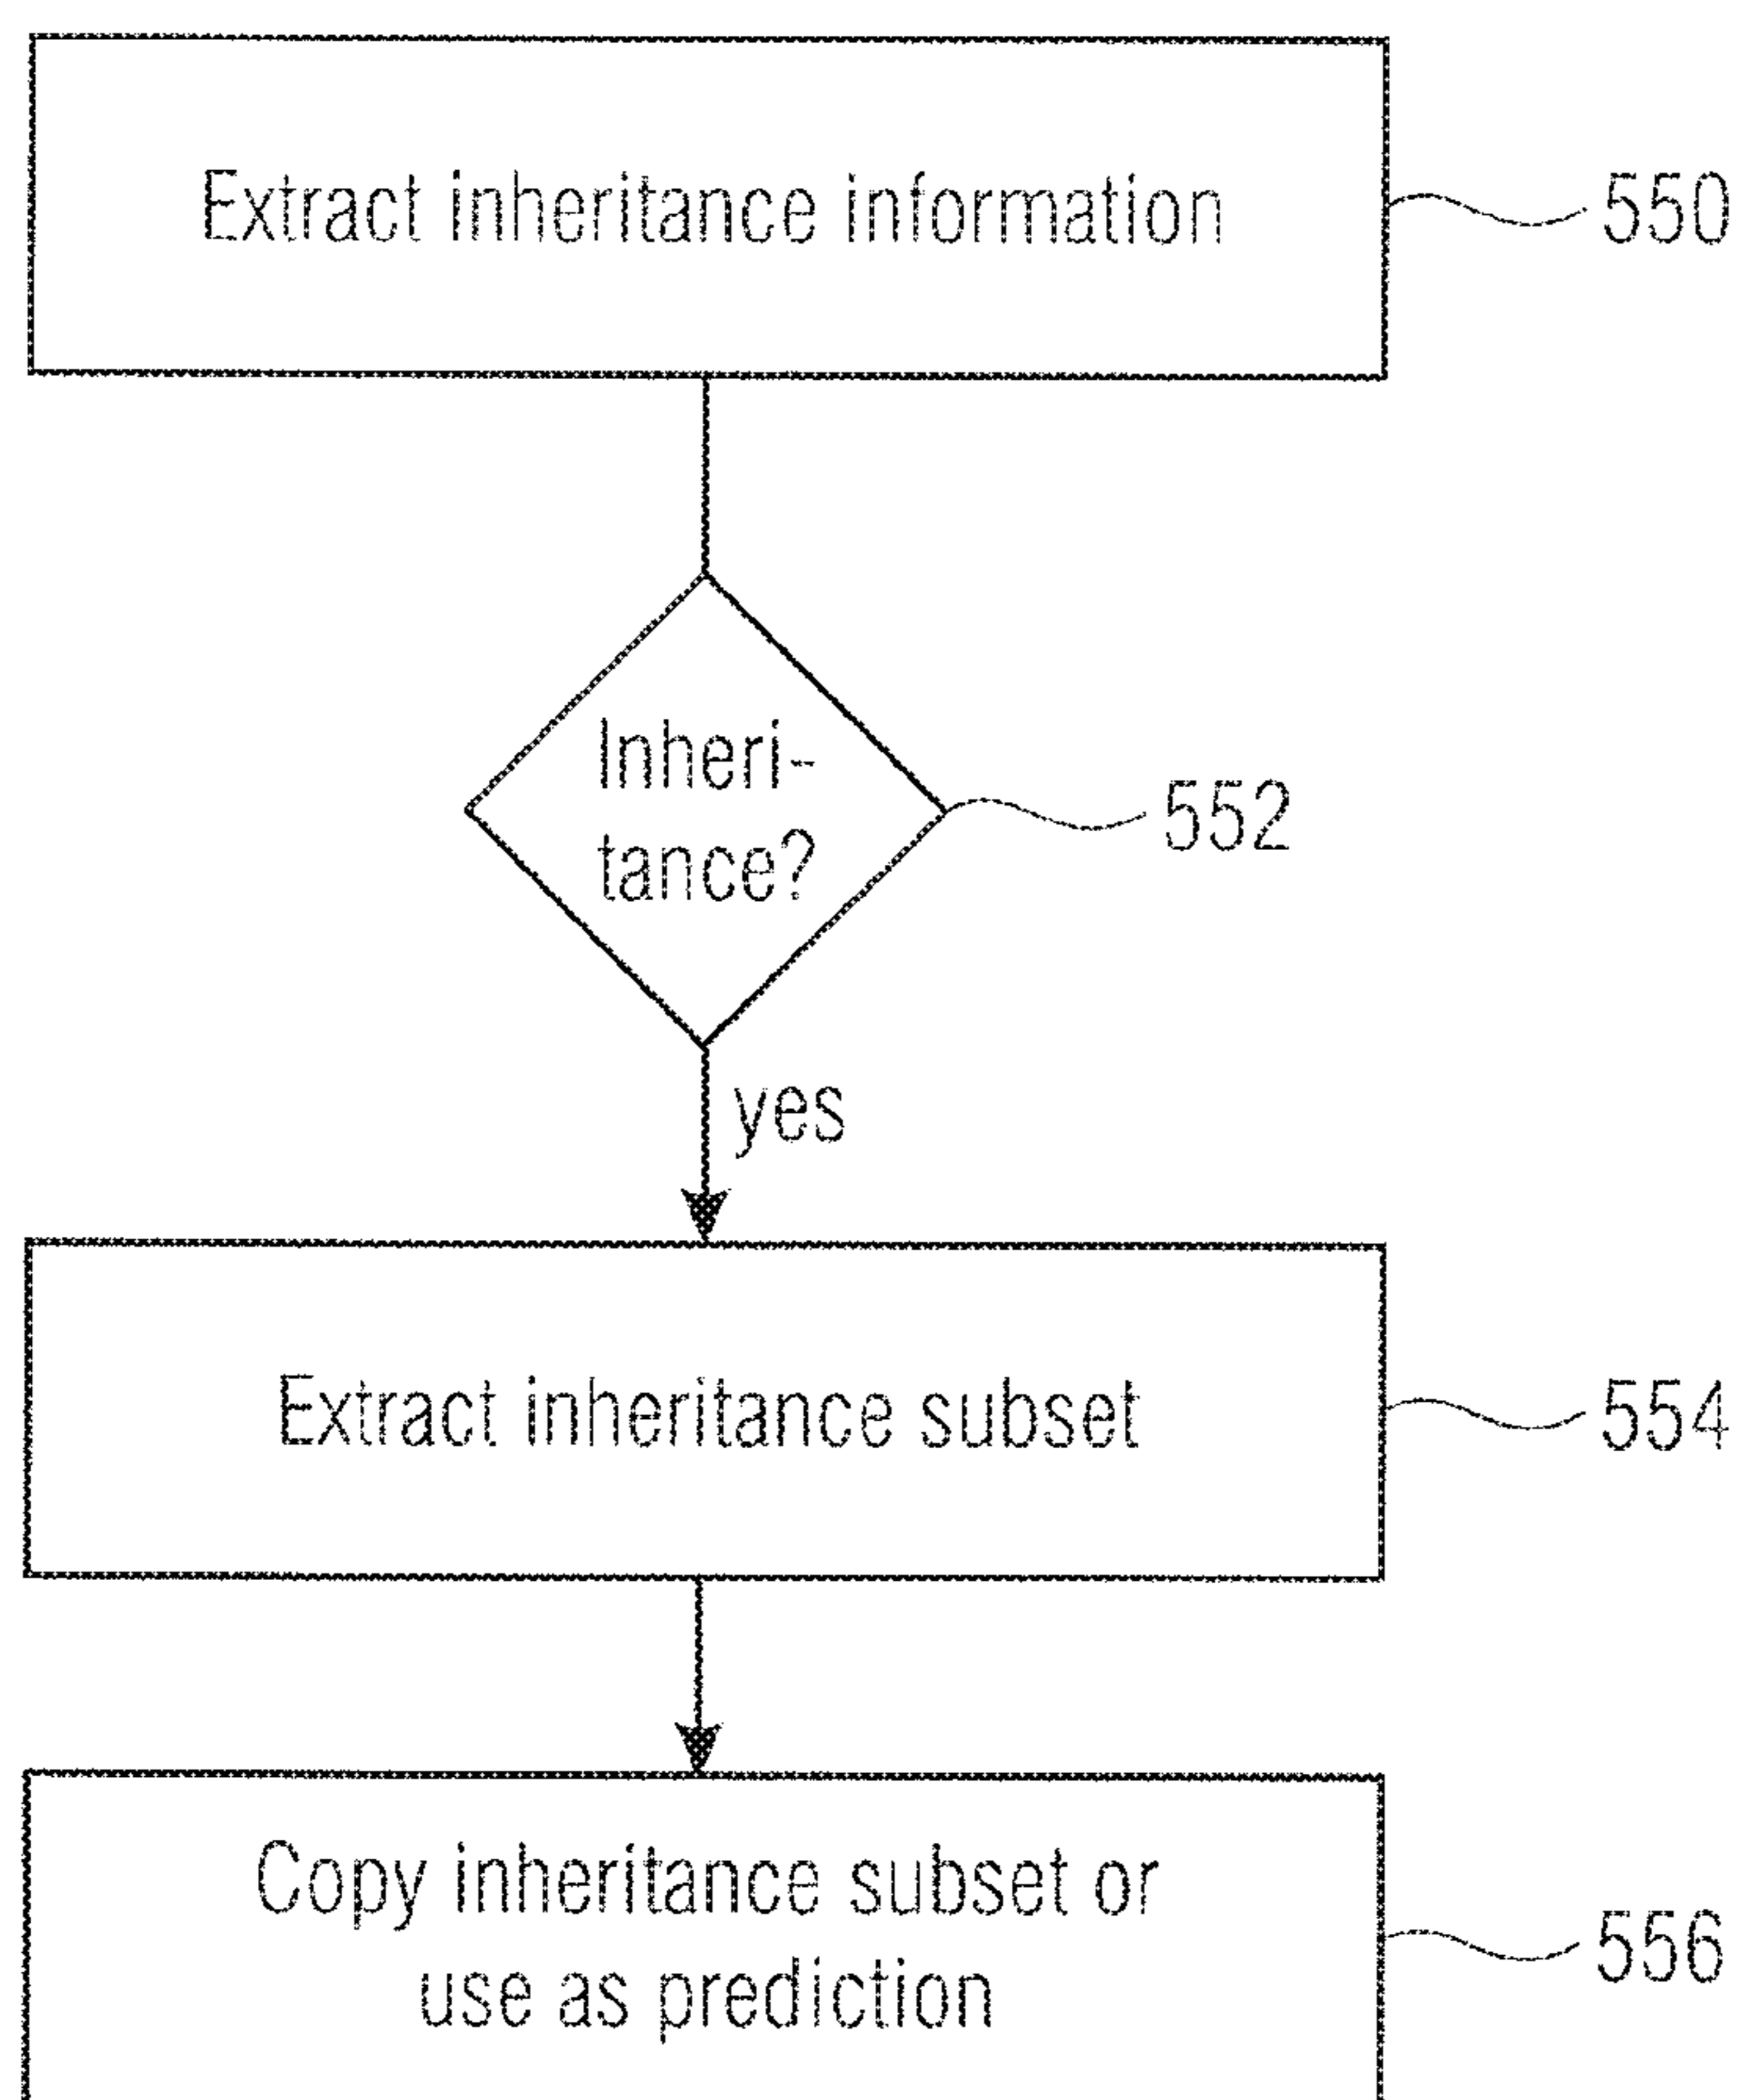 Extract inheritance information
550
Inheri-
tance?
552
yes
Extract inheritance subset
554
Copy inheritance subset or
use as prediction
556